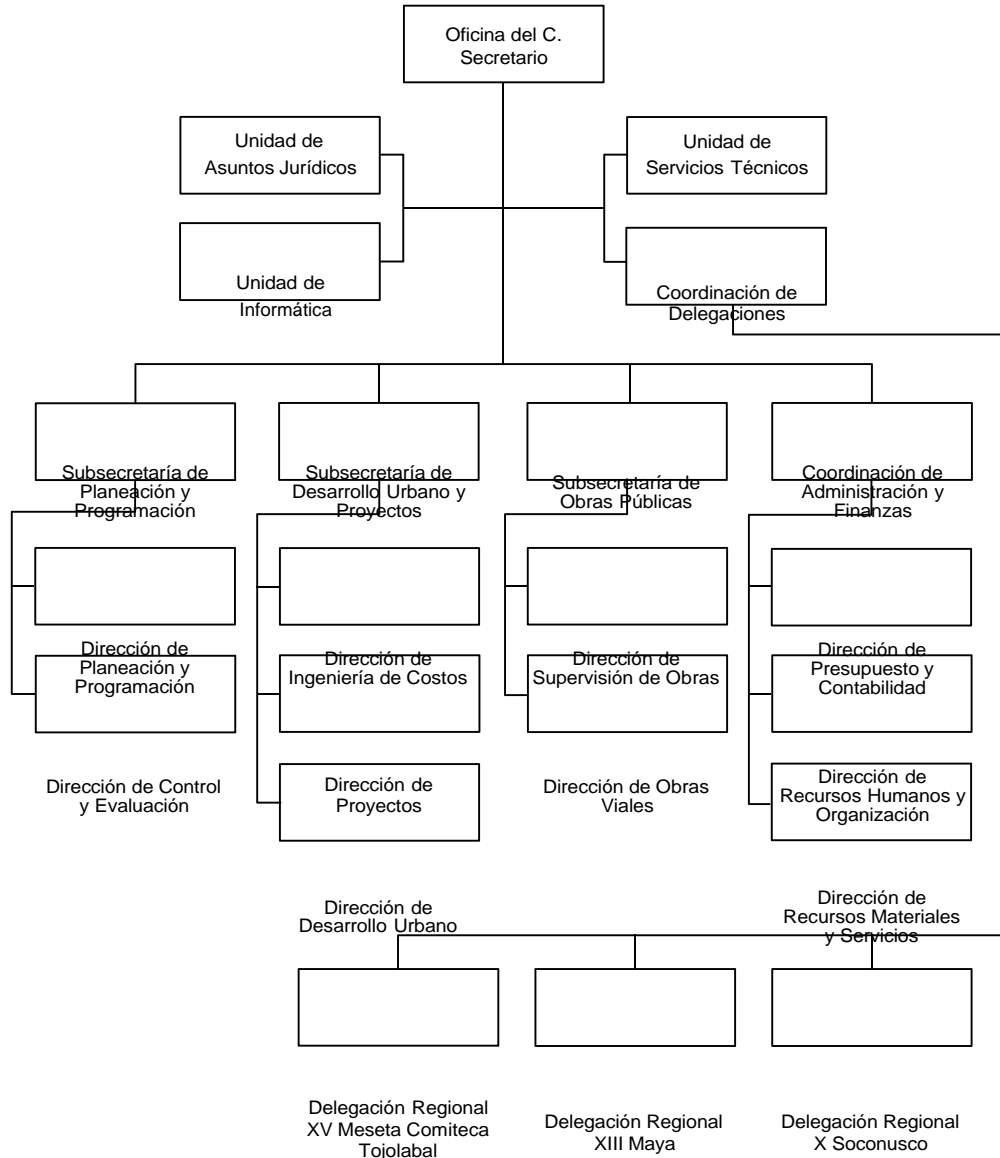 Oficina del C.
Secretario
Unidad de
Asuntos Jurídicos
Unidad de
Servicios Técnicos
Unidad de
Informática
Coordinación de
Delegaciones
Subsecretaría de
Planeación y
Programación
Subsecretaría de
Desarrollo Urbano y
Proyectos
Subsecretaría de
Obras Públicas
Coordinación de
Administración y
Finanzas
Dirección de
Planeación y
Programación
Dirección de
Ingeniería de Costos
Dirección de
Supervisión de Obras
Dirección de
Presupuesto y
Contabilidad
Dirección de Control
y Evaluación
Dirección de
Proyectos
Dirección de Obras
Viales
Dirección de
Recursos Humanos y
Organización
Dirección de
Desarrollo Urbano
Dirección de
Recursos Materiales
y Servicios
Delegación Regional
XV Meseta Comiteca
Tojolabal
Delegación Regional
XIII Maya
Delegación Regional
X Soconusco